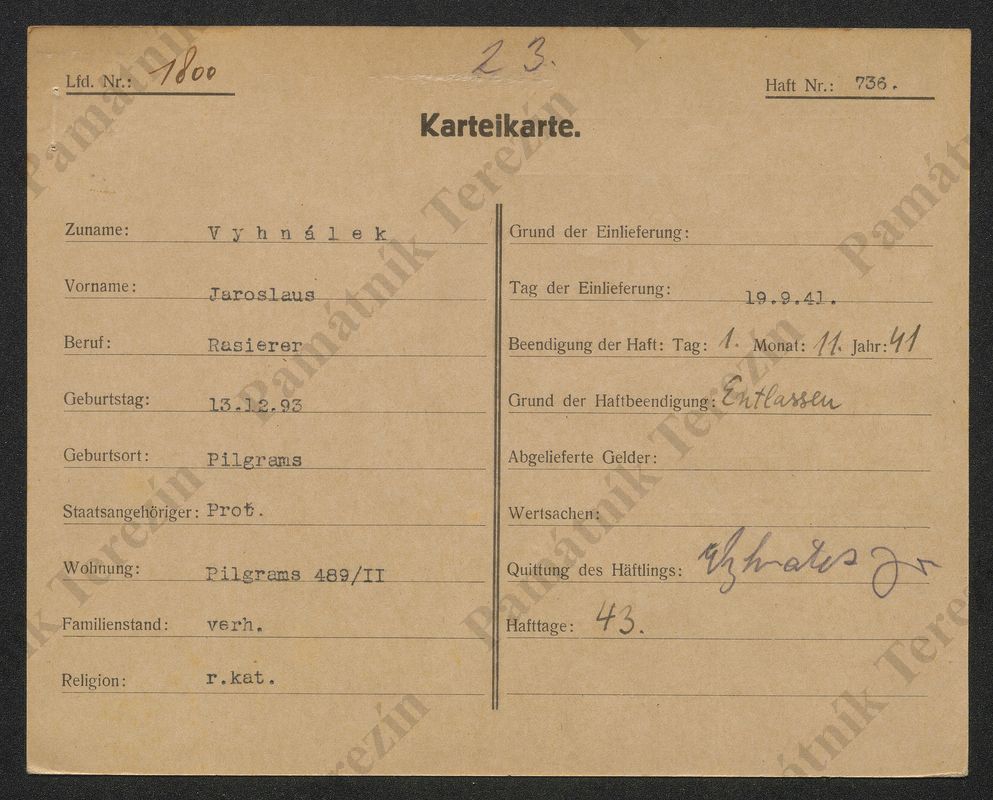 Lfd. Nr.: 1800
23.
Haft Nr.: 736.
Karteikarte.
Zuname: Vyhnálek
Vorname: Jaroslaus
Beruf: Rasierer
Geburtstag: 13.12.93
Geburtsort: Pilgrams
Staatsangehöriger: Prot.
Wohnung: Pilgrams 489/II
Familienstand: verh.
Religion: r.kat.
Grund der Einlieferung:
Tag der Einlieferung: 19.9.41.
Beendigung der Haft: Tag: 1. Monat: 11. Jahr: 41
Grund der Haftbeendigung: Entlassen
Abgelieferte Gelder:
Wertsachen:
Quittung des Häftlings:
Hafttage: 43.
Památník Terezín